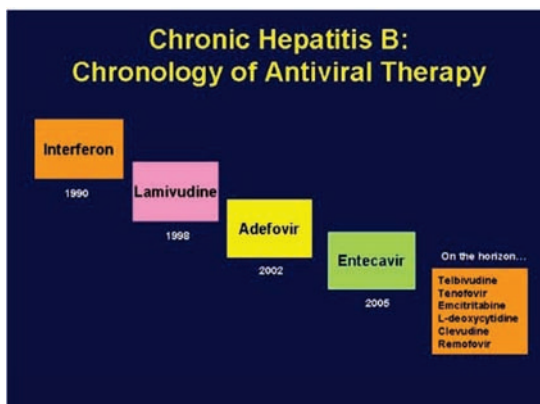 Chronic Hepatitis B:
Chronology of Antiviral Therapy
Interferon
1990
Lamivudine
1998
Adefovir
2002
Entecavir
2005
On the horizon...
Telbivudine
Tenofovir
Emcitritabine
L-deoxycytidine
Clevudine
Remofovir